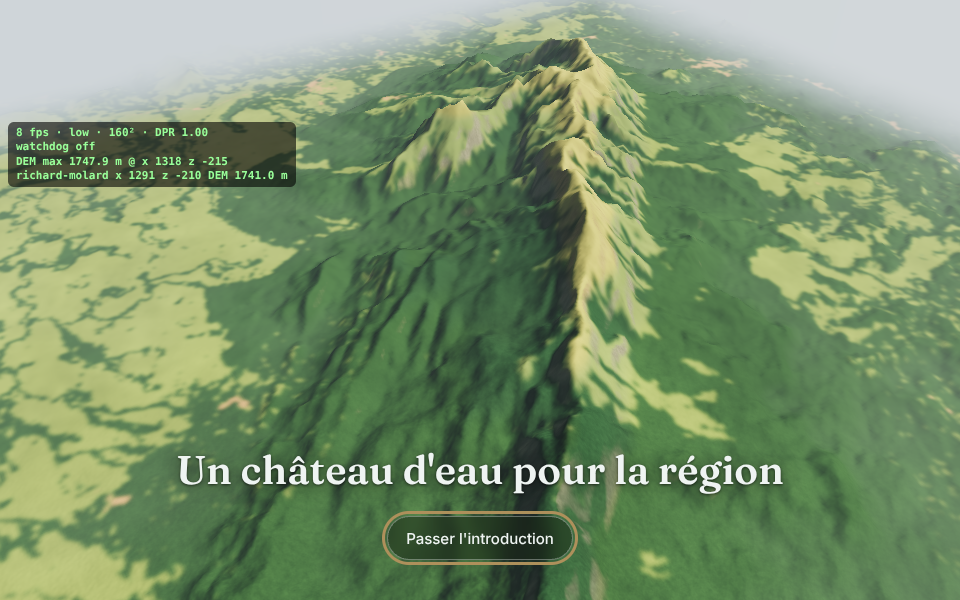 8 fps · low · 160² · DPR 1.00
watchdog off
DEM max 1747.9 m @ x 1318 z -215
richard-molard x 1291 z -210 DEM 1741.0 m
Un château d'eau pour la région
Passer l'introduction